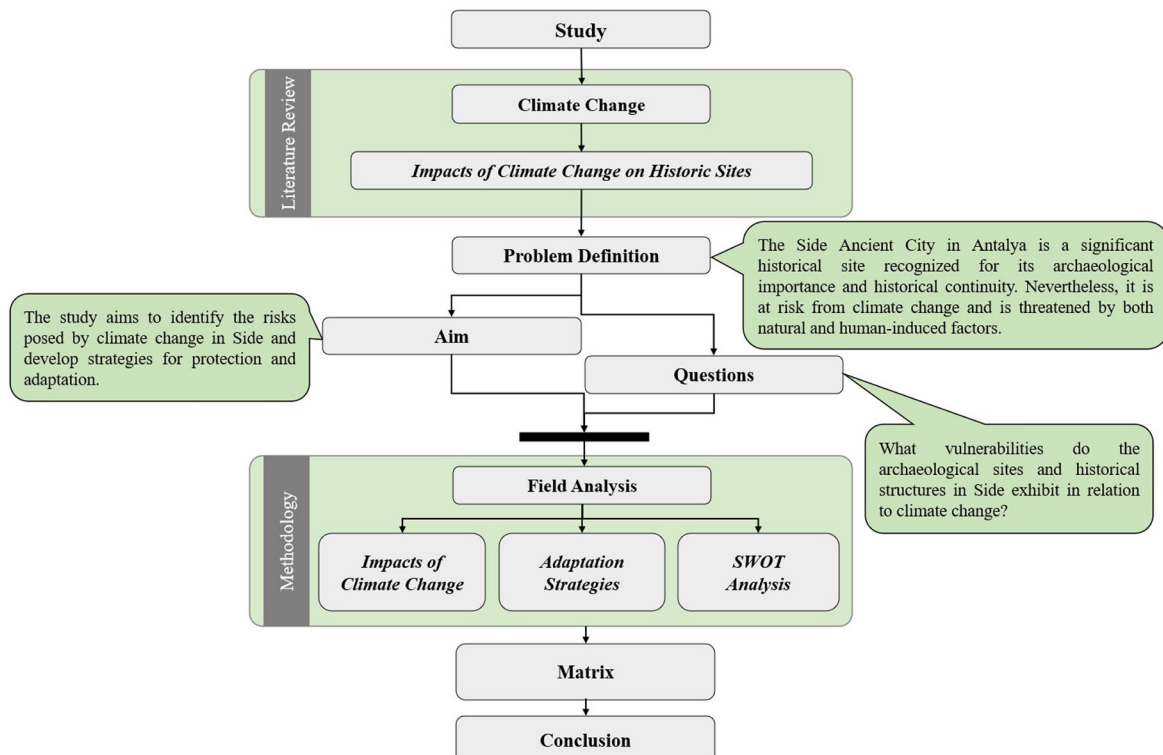 Study
Literature Review
Climate Change
Impacts of Climate Change on Historic Sites
Problem Definition
The Side Ancient City in Antalya is a significant
historical site recognized for its archaeological
importance and historical continuity. Nevertheless, it is
at risk from climate change and is threatened by both
natural and human-induced factors.
The study aims to identify the risks
posed by climate change in Side and
develop strategies for protection and
adaptation.
Aim
Questions
What vulnerabilities do the
archaeological sites and historical
structures in Side exhibit in relation
to climate change?
Methodology
Field Analysis
Impacts of
Climate Change
Adaptation
Strategies
SWOT
Analysis
Matrix
Conclusion